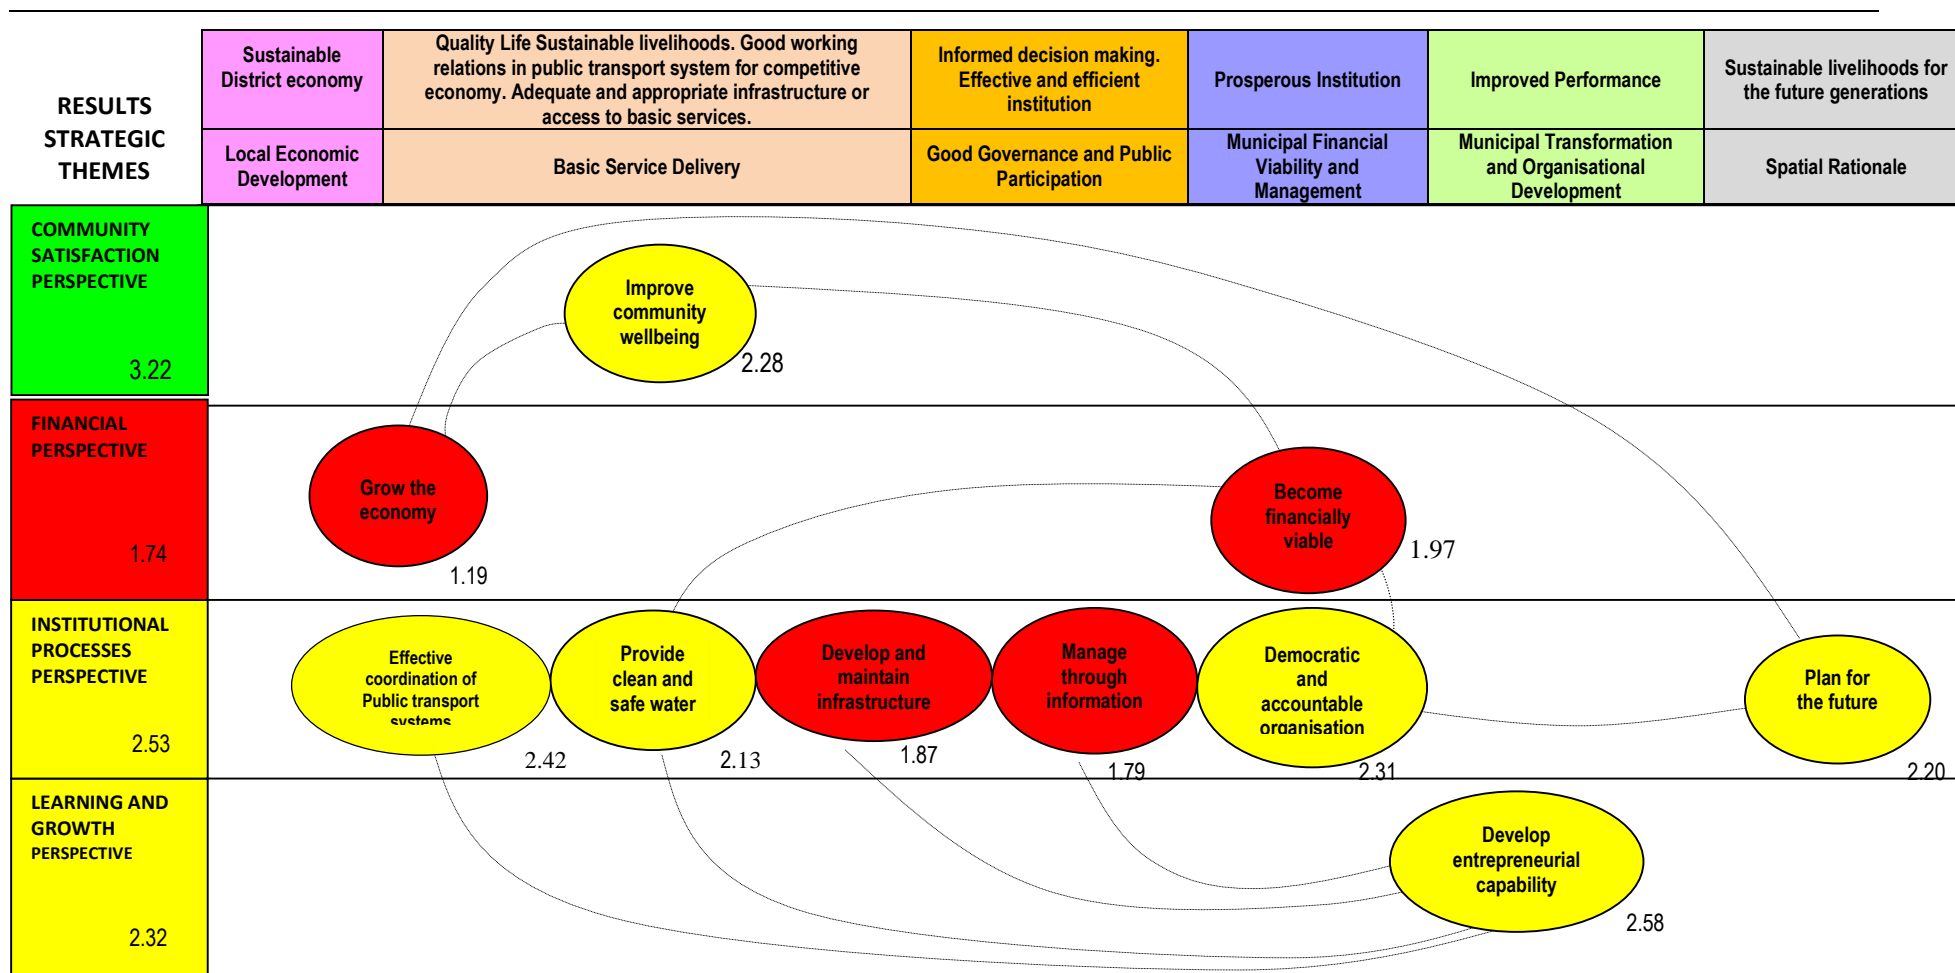 RESULTS
STRATEGIC
THEMES
Sustainable
District economy
Quality Life Sustainable livelihoods. Good working
relations in public transport system for competitive
economy. Adequate and appropriate infrastructure or
access to basic services.
Informed decision making.
Effective and efficient
institution
Prosperous Institution
Improved Performance
Sustainable livelihoods for
the future generations
Local Economic
Development
Basic Service Delivery
Good Governance and Public
Participation
Municipal Financial
Viability and
Management
Municipal Transformation
and Organisational
Development
Spatial Rationale
COMMUNITY
SATISFACTION
PERSPECTIVE
3.22
Improve
community
wellbeing
2.28
FINANCIAL
PERSPECTIVE
1.74
Grow the
economy
1.19
Become
financially
viable
1.97
INSTITUTIONAL
PROCESSES
PERSPECTIVE
2.53
Effective
coordination of
Public transport
systems
2.42
Provide
clean and
safe water
2.13
Develop and
maintain
infrastructure
1.87
Manage
through
information
1.79
Democratic
and
accountable
organisation
2.31
Plan for
the future
2.20
LEARNING AND
GROWTH
PERSPECTIVE
2.32
Develop
entrepreneurial
capability
2.58